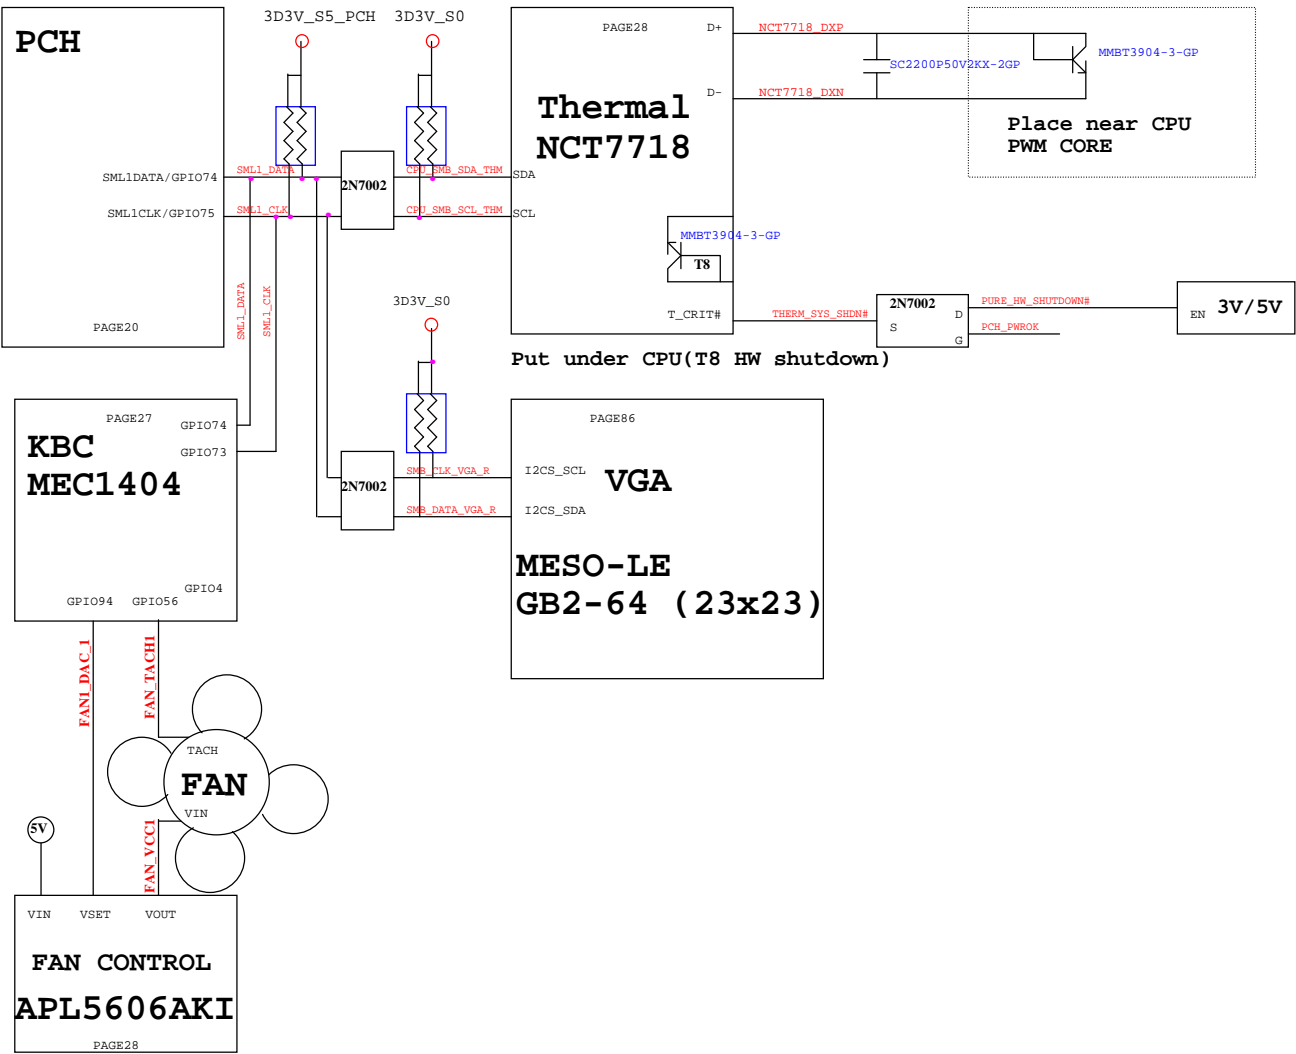 3D3V_S5_PCH
3D3V_S0
PCH
SML1DATA/GPIO74
SML1CLK/GPIO75
PAGE20
SML1_DATA
SML1_CLK
SML1_DATA
SML1_CLK
2N7002
CPU_SMB_SDA_THM
CPU_SMB_SCL_THM
PAGE28
D+
D-
Thermal
NCT7718
SDA
SCL
MMBT3904-3-GP
T8
T_CRIT#
NCT7718_DXP
NCT7718_DXN
SC2200P50V2KX-2GP
MMBT3904-3-GP
Place near CPU
PWM CORE
THERM_SYS_SHDN#
2N7002
S
D
G
PURE_HW_SHUTDOWN#
PCH_PWROK
EN
3V/5V
Put under CPU(T8 HW shutdown)
3D3V_S0
2N7002
SMB_CLK_VGA_R
SMB_DATA_VGA_R
PAGE86
I2CS_SCL
I2CS_SDA
VGA
MESO-LE
GB2-64 (23x23)
PAGE27
GPIO74
GPIO73
KBC
MEC1404
GPIO4
GPIO94
GPIO56
FAN1_DAC_1
FAN_TACH1
TACH
FAN
VIN
FAN_VCC1
5V
VIN
VSET
VOUT
FAN CONTROL
APL5606AKI
PAGE28